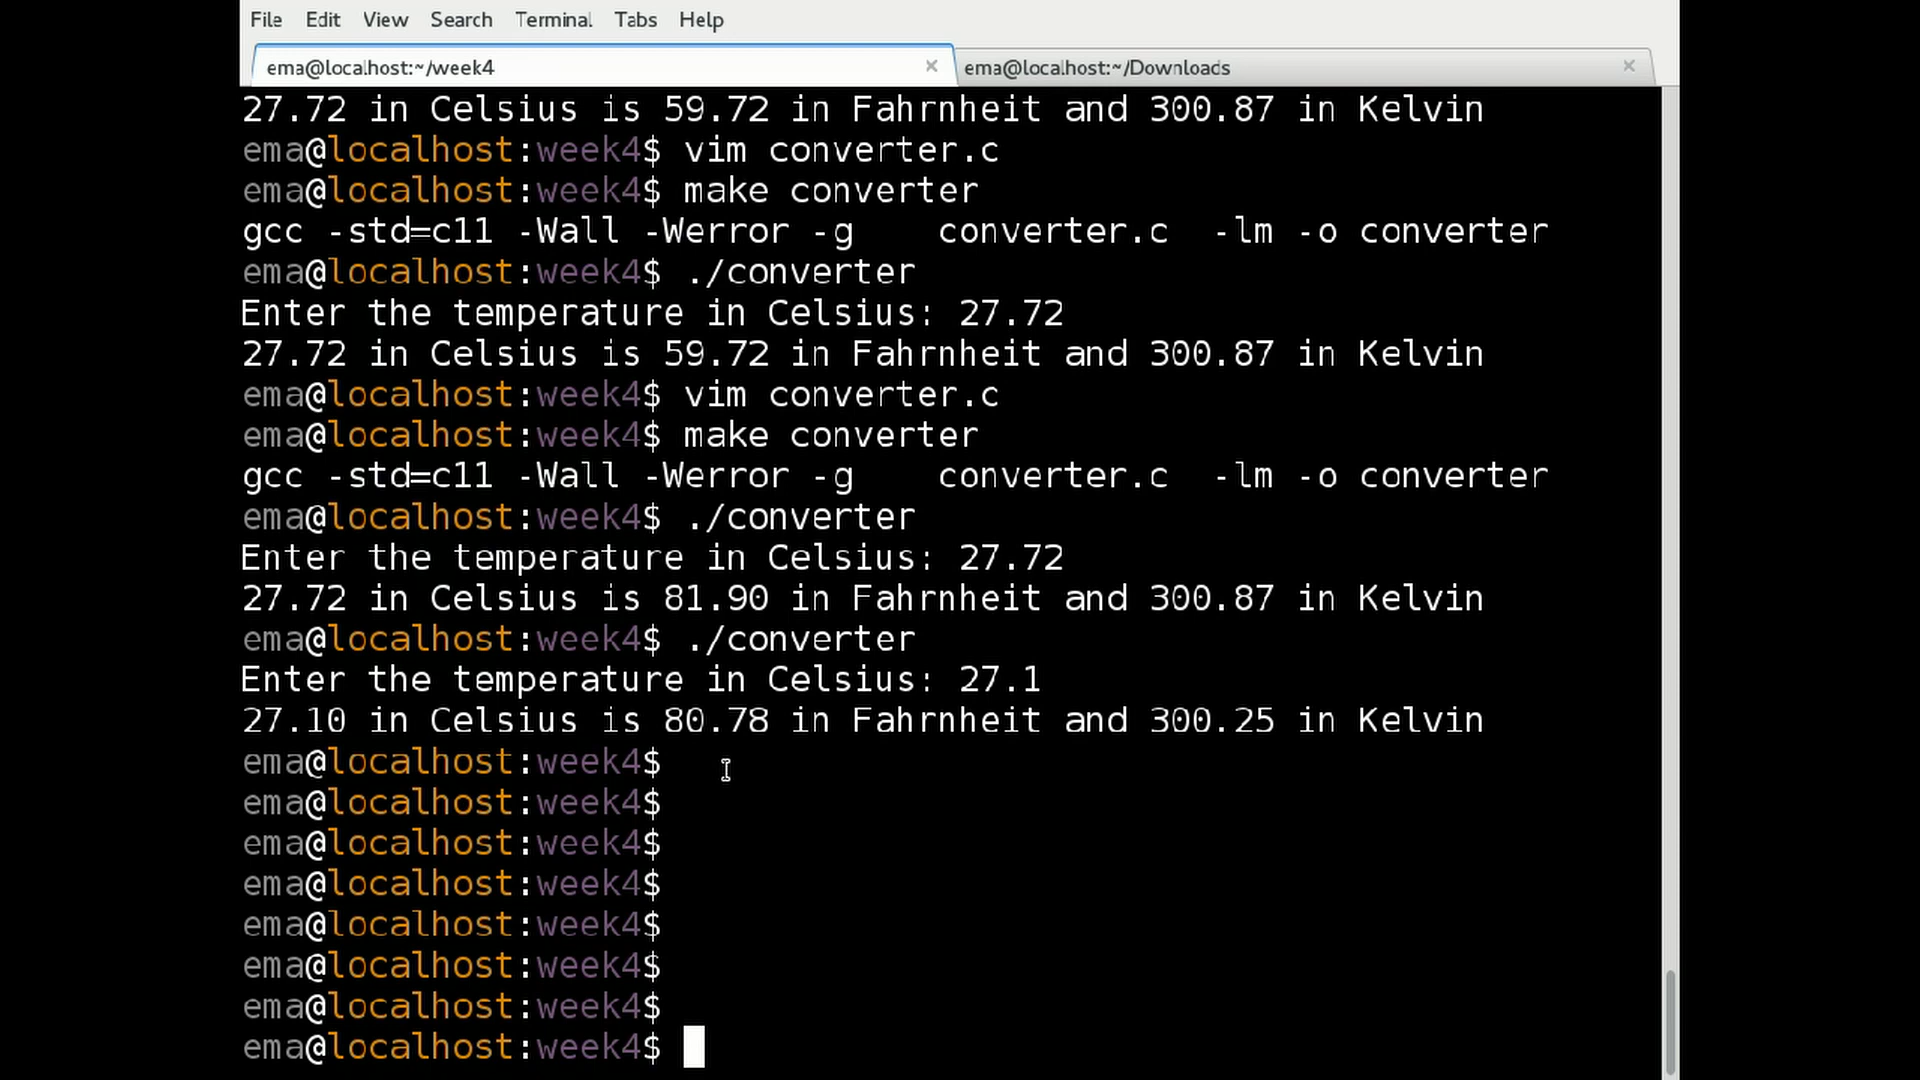 File Edit View Search Terminal Tabs Help
ema@localhost:~/week4 × ema@localhost:~/Downloads ×
27.72 in Celsius is 59.72 in Fahrnheit and 300.87 in Kelvin
ema@localhost:week4$ vim converter.c
ema@localhost:week4$ make converter
gcc -std=c11 -Wall -Werror -g    converter.c  -lm -o converter
ema@localhost:week4$ ./converter
Enter the temperature in Celsius: 27.72
27.72 in Celsius is 59.72 in Fahrnheit and 300.87 in Kelvin
ema@localhost:week4$ vim converter.c
ema@localhost:week4$ make converter
gcc -std=c11 -Wall -Werror -g    converter.c  -lm -o converter
ema@localhost:week4$ ./converter
Enter the temperature in Celsius: 27.72
27.72 in Celsius is 81.90 in Fahrnheit and 300.87 in Kelvin
ema@localhost:week4$ ./converter
Enter the temperature in Celsius: 27.1
27.10 in Celsius is 80.78 in Fahrnheit and 300.25 in Kelvin
ema@localhost:week4$
ema@localhost:week4$
ema@localhost:week4$
ema@localhost:week4$
ema@localhost:week4$
ema@localhost:week4$
ema@localhost:week4$
ema@localhost:week4$